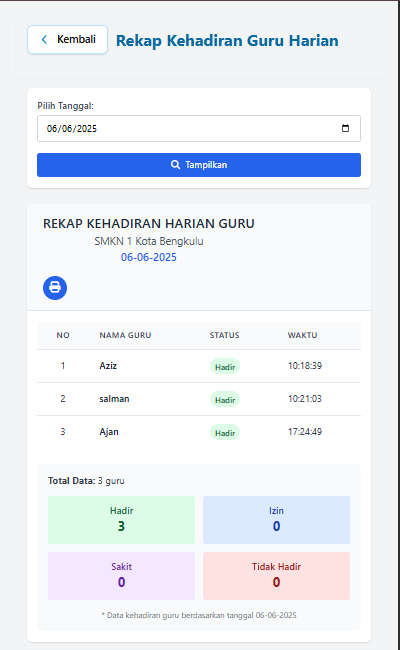 Kembali Rekap Kehadiran Guru Harian
Pilih Tanggal:
06/06/2025
Tampilkan
REKAP KEHADIRAN HARIAN GURU
SMKN 1 Kota Bengkulu
06-06-2025
NO NAMA GURU STATUS WAKTU
1 Aziz Hadir 10:18:39
2 salman Hadir 10:21:03
3 Ajan Hadir 17:24:49
Total Data: 3 guru
Hadir Izin
3 0
Sakit Tidak Hadir
0 0
* Data kehadiran guru berdasarkan tanggal 06-06-2025